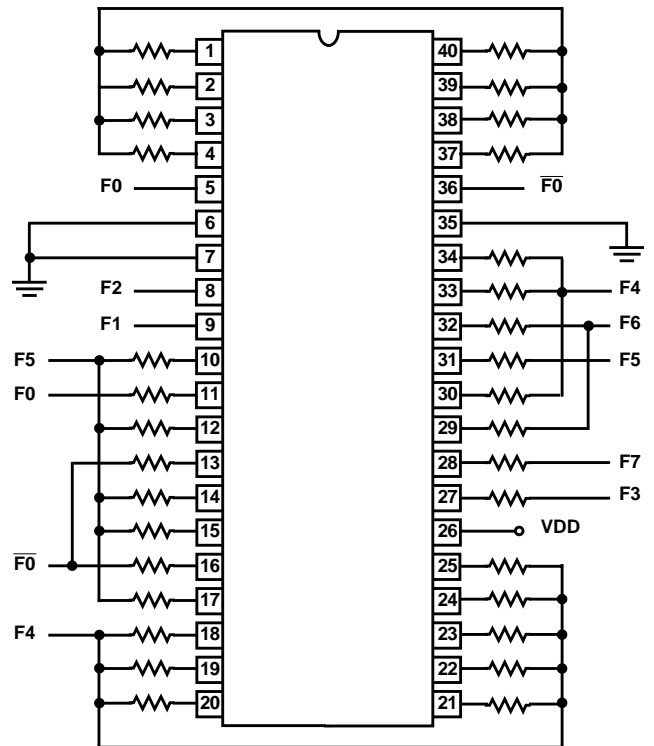 1 40
2 39
3 38
4 37
F0 5 36 F̅0̅
6 35
7 34
F2 8 33 F4
F1 9 32 F6
F5 10 31 F5
F0 11 30
12 29
13 28 F7
14 27 F3
15 26 VDD
F̅0̅ 16 25
17 24
F4 18 23
19 22
20 21